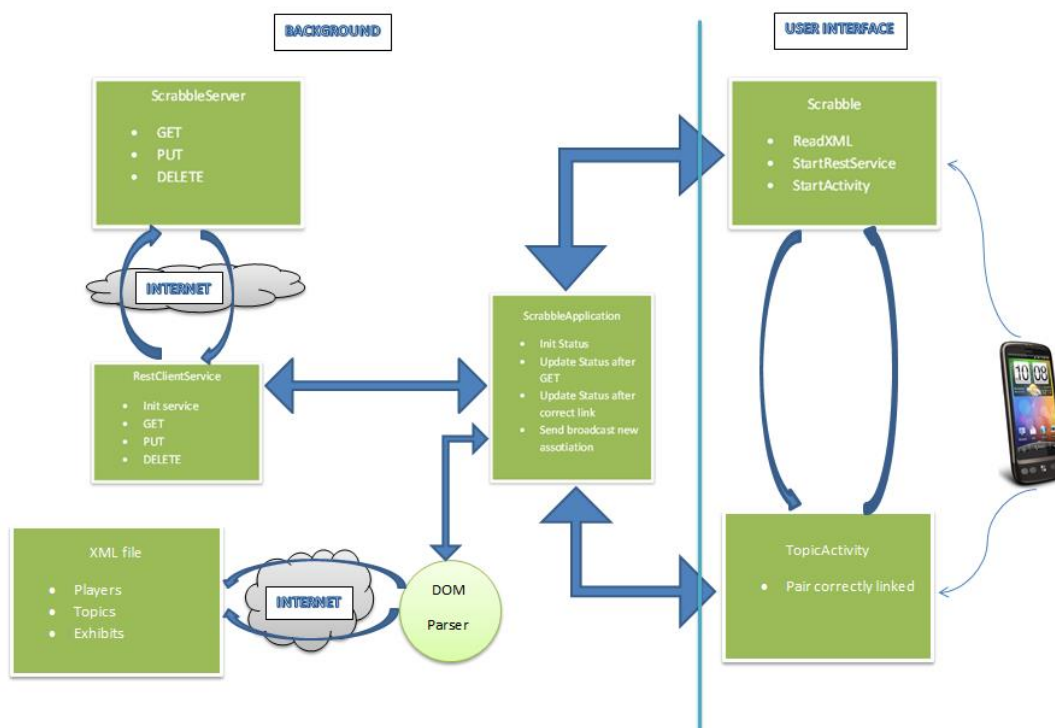 BACKGROUND
USER INTERFACE
ScrabbleServer
• GET
• PUT
• DELETE
Scrabble
• ReadXML
• StartRestService
• StartActivity
INTERNET
ScrabbleApplication
• Init Status
• Update Status after
GET
• Update Status after
correct link
• Send broadcast new
assotiation
RestClientService
• Init service
• GET
• PUT
• DELETE
10 08
XML file
• Players
• Topics
• Exhibits
INTERNET
DOM
Parser
TopicActivity
• Pair correctly linked